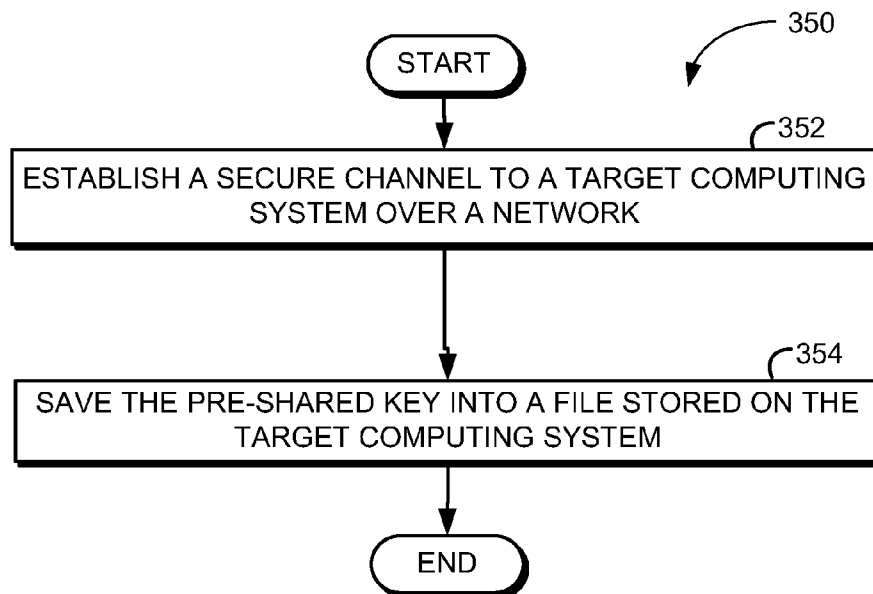 350
START
352
ESTABLISH A SECURE CHANNEL TO A TARGET COMPUTING
SYSTEM OVER A NETWORK
354
SAVE THE PRE-SHARED KEY INTO A FILE STORED ON THE
TARGET COMPUTING SYSTEM
END